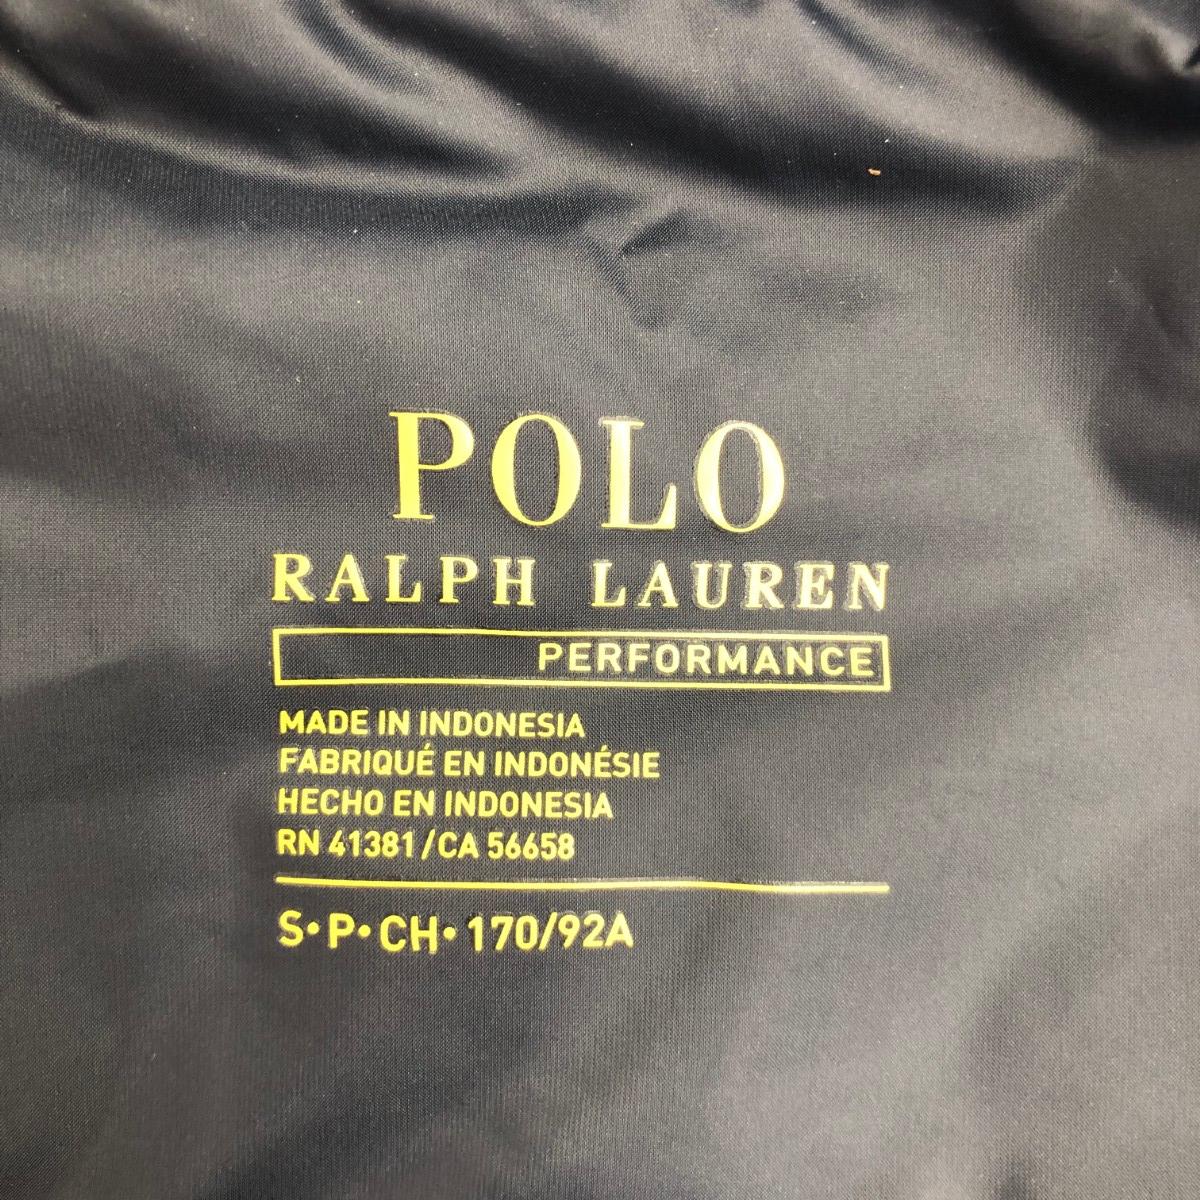 POLO
RALPH LAUREN
PERFORMANCE
MADE IN INDONESIA
FABRIQUÉ EN INDONÉSIE
HECHO EN INDONESIA
RN 41381/CA 56658
S•P•CH•170/92A